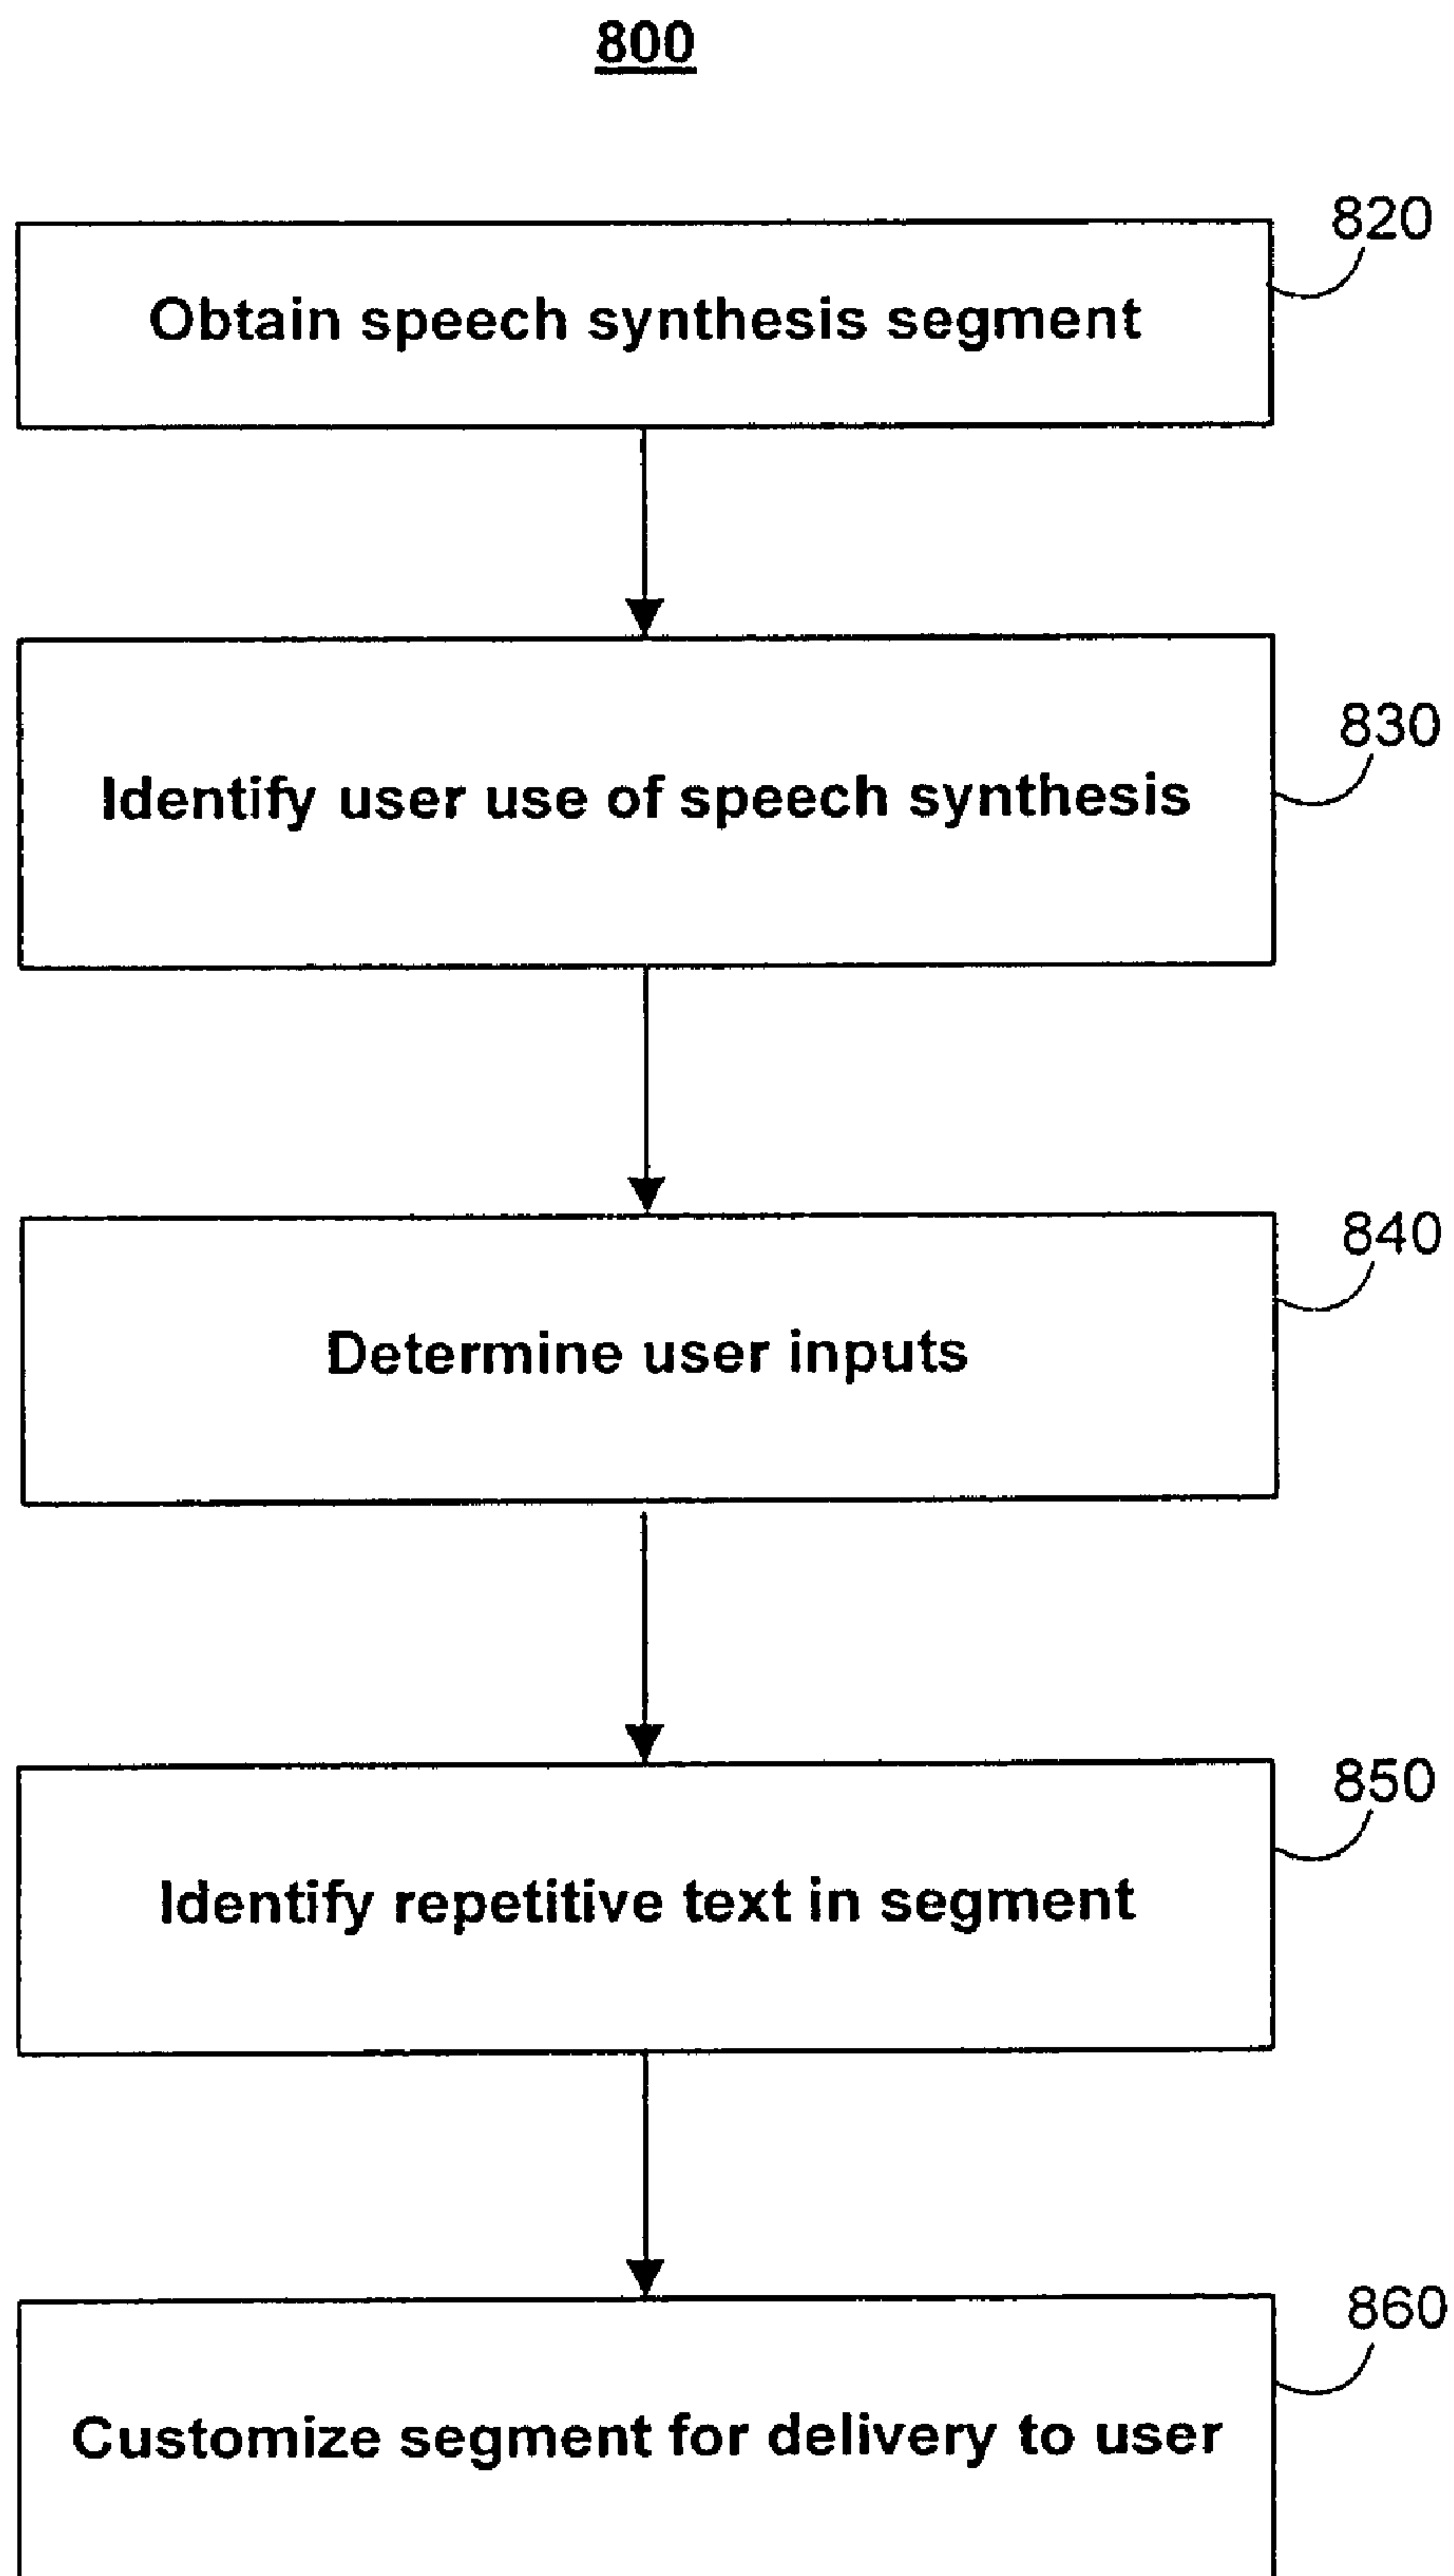 800
820
Obtain speech synthesis segment
830
Identify user use of speech synthesis
840
Determine user inputs
850
Identify repetitive text in segment
860
Customize segment for delivery to user